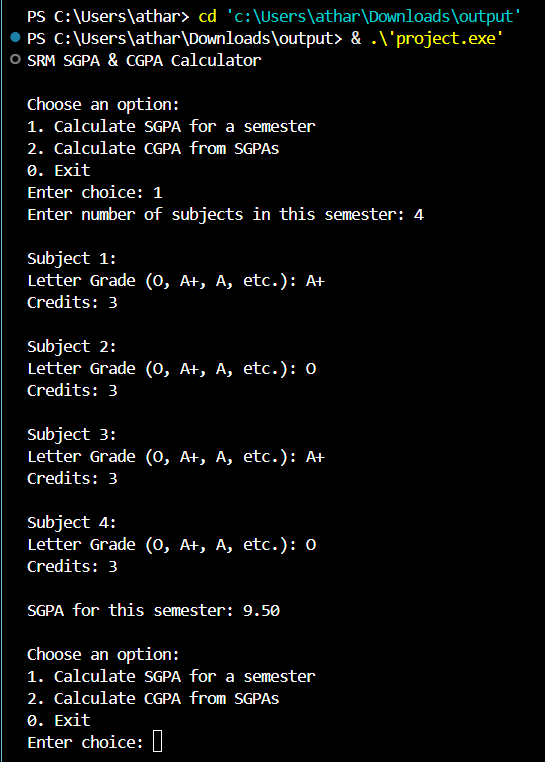 PS C:\Users\athar> cd 'c:\Users\athar\Downloads\output'
PS C:\Users\athar\Downloads\output> & .\'project.exe'
SRM SGPA & CGPA Calculator
Choose an option:
1. Calculate SGPA for a semester
2. Calculate CGPA from SGPAs
0. Exit
Enter choice: 1
Enter number of subjects in this semester: 4
Subject 1:
Letter Grade (O, A+, A, etc.): A+
Credits: 3
Subject 2:
Letter Grade (O, A+, A, etc.): O
Credits: 3
Subject 3:
Letter Grade (O, A+, A, etc.): A+
Credits: 3
Subject 4:
Letter Grade (O, A+, A, etc.): O
Credits: 3
SGPA for this semester: 9.50
Choose an option:
1. Calculate SGPA for a semester
2. Calculate CGPA from SGPAs
0. Exit
Enter choice: